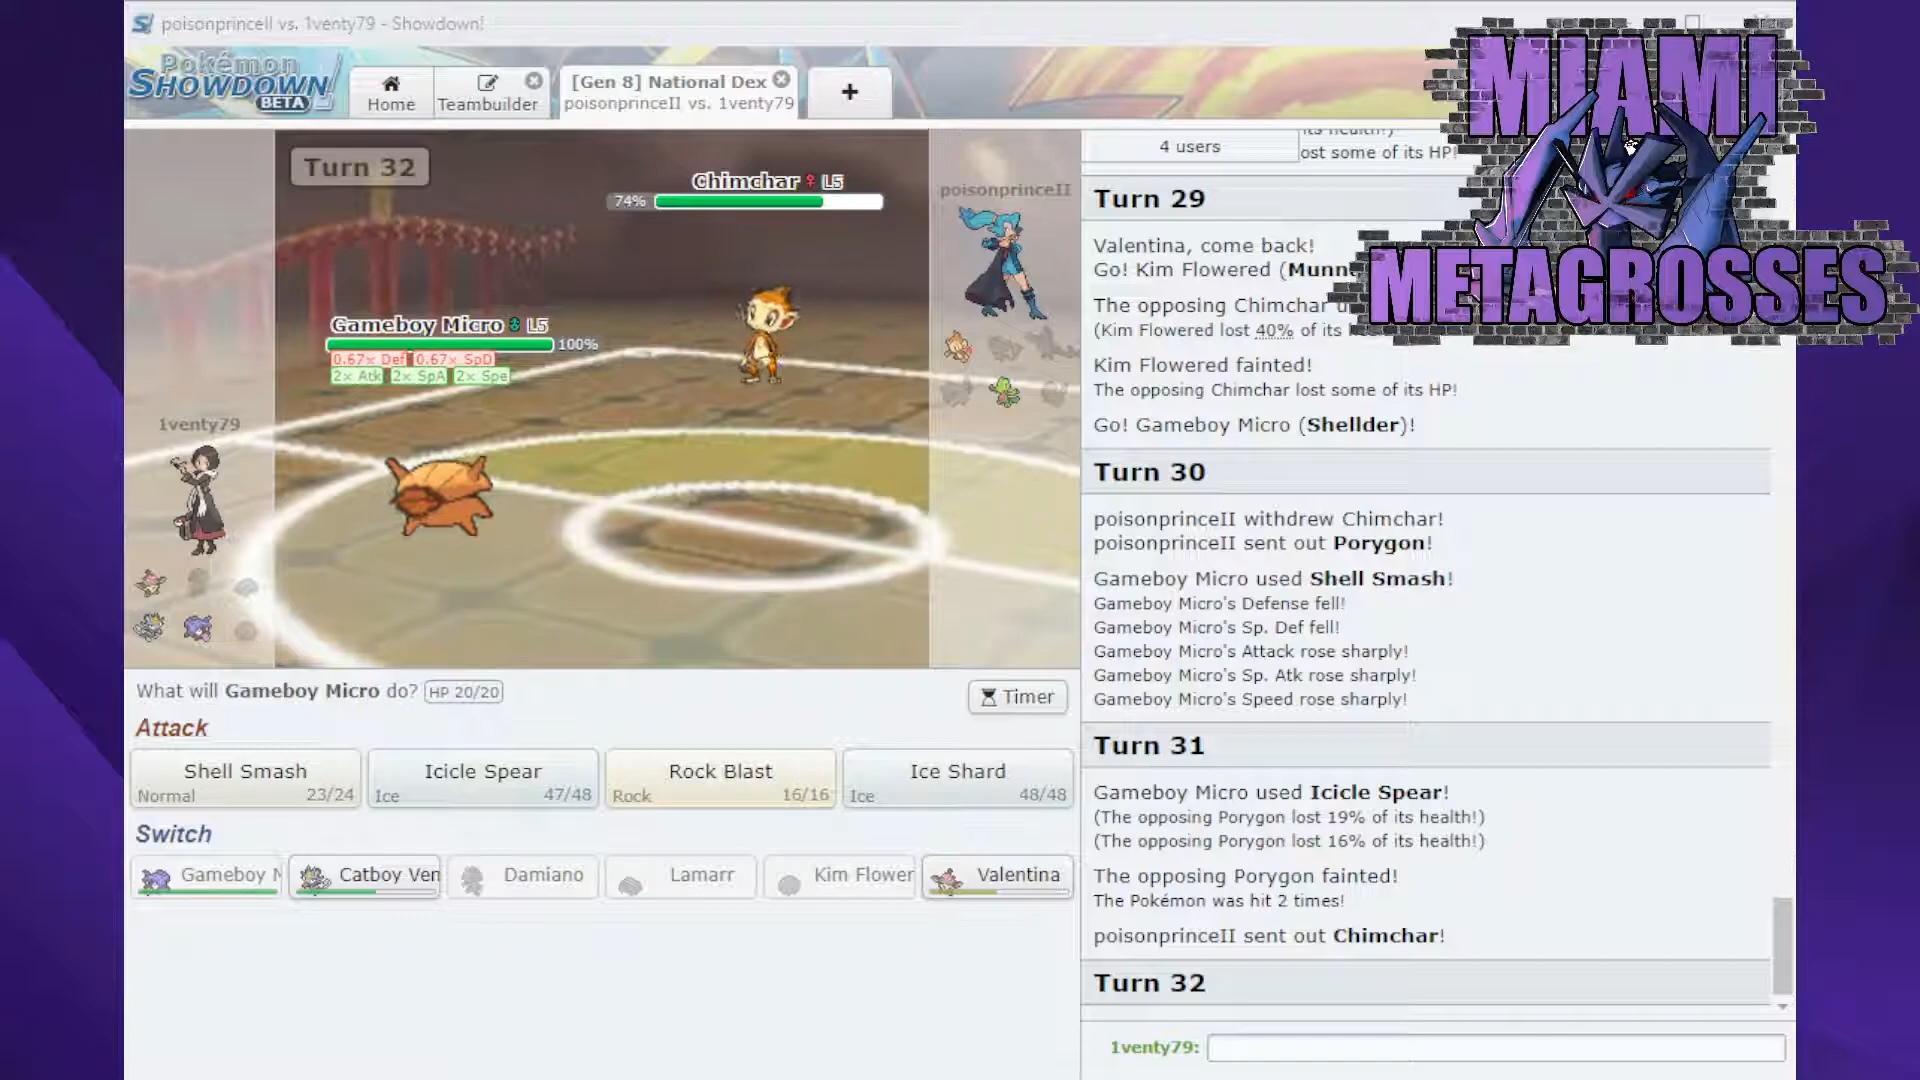 poisonprinceII vs. 1venty79 - Showdown!
Pokémon
SHOWDOWN
BETA
Home
Teambuilder
[Gen 8] National Dex
poisonprinceII vs. 1venty79
+
MIAMI
METAGROSSES
Turn 32
Chimchar L5
74%
poisonprinceII
Gameboy Micro L5
100%
0.67× Def 0.67× SpD
2× Atk 2× SpA 2× Spe
1venty79
4 users
its health!)
ost some of its HP!
Turn 29
Valentina, come back!
Go! Kim Flowered (Munn
The opposing Chimchar u
(Kim Flowered lost 40% of its
Kim Flowered fainted!
The opposing Chimchar lost some of its HP!
Go! Gameboy Micro (Shellder)!
Turn 30
poisonprinceII withdrew Chimchar!
poisonprinceII sent out Porygon!
Gameboy Micro used Shell Smash!
Gameboy Micro's Defense fell!
Gameboy Micro's Sp. Def fell!
Gameboy Micro's Attack rose sharply!
Gameboy Micro's Sp. Atk rose sharply!
Gameboy Micro's Speed rose sharply!
Turn 31
Gameboy Micro used Icicle Spear!
(The opposing Porygon lost 19% of its health!)
(The opposing Porygon lost 16% of its health!)
The opposing Porygon fainted!
The Pokémon was hit 2 times!
poisonprinceII sent out Chimchar!
Turn 32
1venty79:
What will Gameboy Micro do? HP 20/20
Timer
Attack
Shell Smash
Normal 23/24
Icicle Spear
Ice 47/48
Rock Blast
Rock 16/16
Ice Shard
Ice 48/48
Switch
Gameboy M
Catboy Ven
Damiano
Lamarr
Kim Flower
Valentina